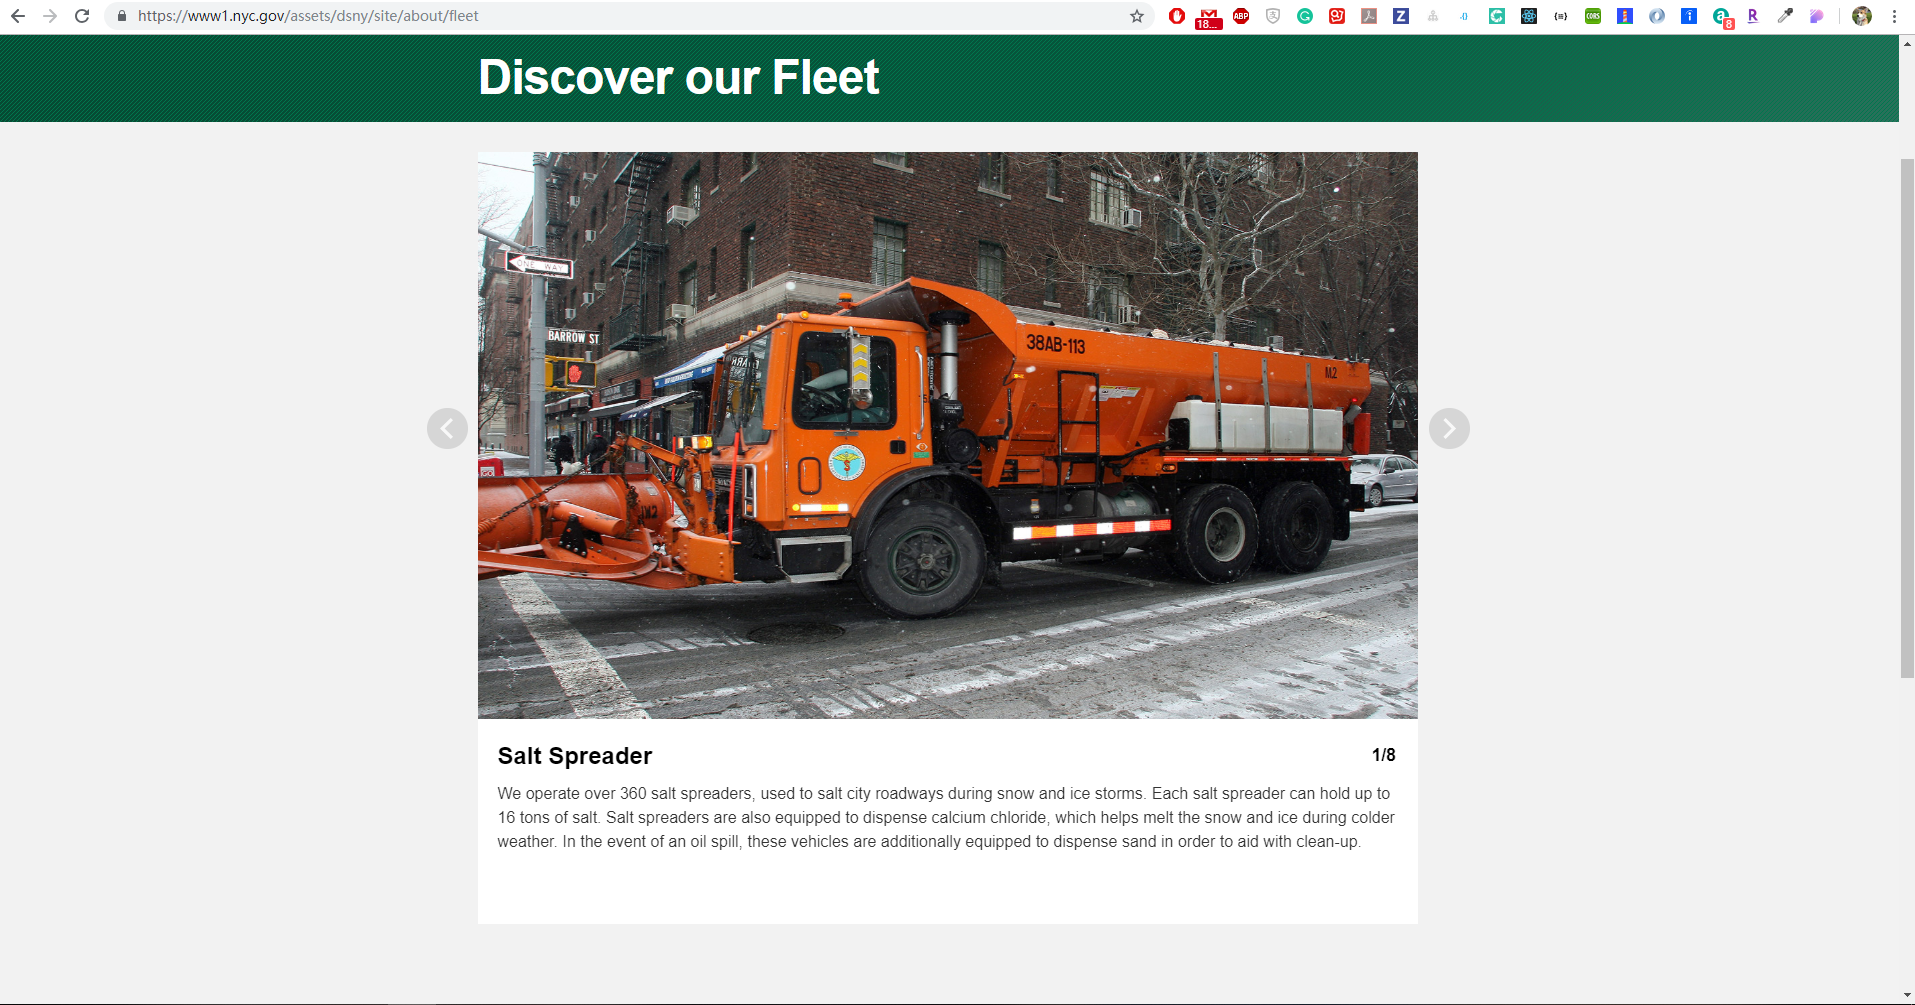 https://www1.nyc.gov/assets/dsny/site/about/fleet
18...
ABP
CORS
8
Discover our Fleet
ONE WAY
BARROW ST
38AB-113
M2
Salt Spreader
1/8
We operate over 360 salt spreaders, used to salt city roadways during snow and ice storms. Each salt spreader can hold up to
16 tons of salt. Salt spreaders are also equipped to dispense calcium chloride, which helps melt the snow and ice during colder
weather. In the event of an oil spill, these vehicles are additionally equipped to dispense sand in order to aid with clean-up.